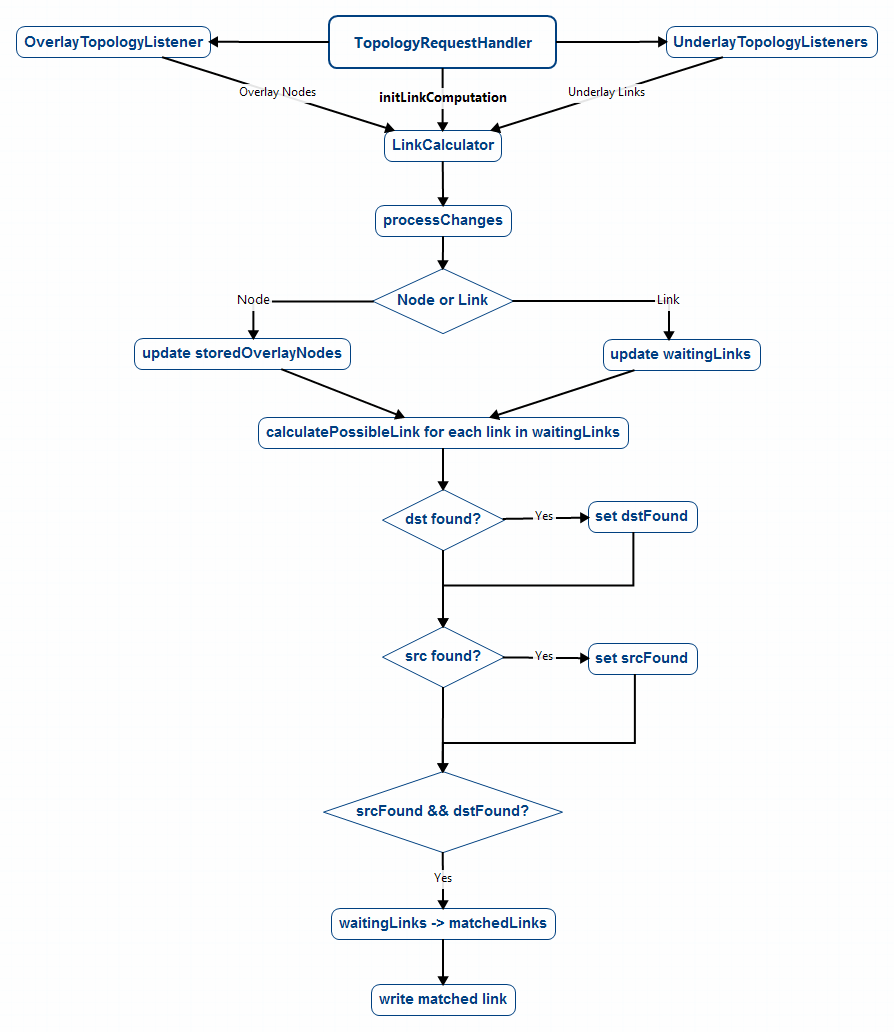 OverlayTopologyListener
TopologyRequestHandler
UnderlayTopologyListeners
Overlay Nodes
initLinkComputation
Underlay Links
LinkCalculator
processChanges
Node
Node or Link
Link
update storedOverlayNodes
update waitingLinks
calculatePossibleLink for each link in waitingLinks
dst found?
Yes
set dstFound
src found?
Yes
set srcFound
srcFound && dstFound?
Yes
waitingLinks -> matchedLinks
write matched link